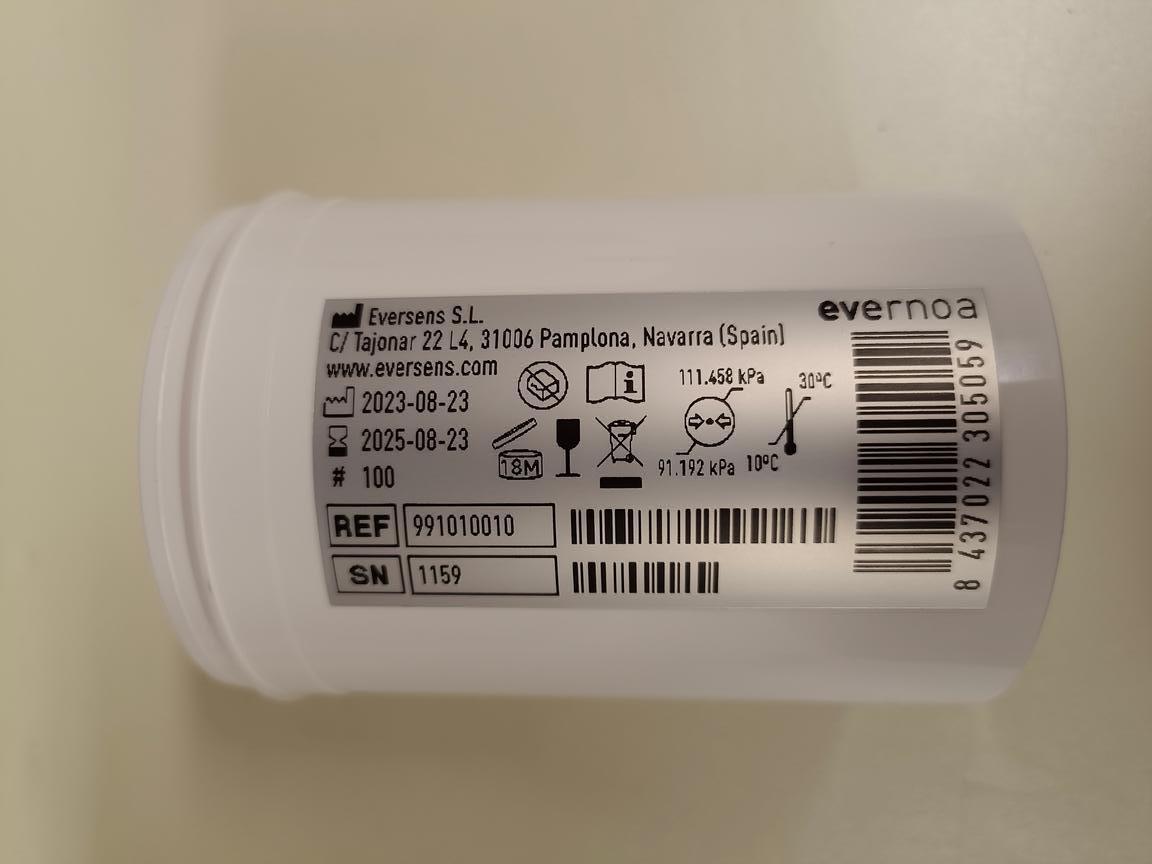 Eversens S.L.
C/ Tajonar 22 L4, 31006 Pamplona, Navarra (Spain)
www.eversens.com
2023-08-23
2025-08-23
# 100
18M
111.458 kPa
91.192 kPa
30ºC
10ºC
REF 991010010
SN 1159
evernoa
8 437022 305059